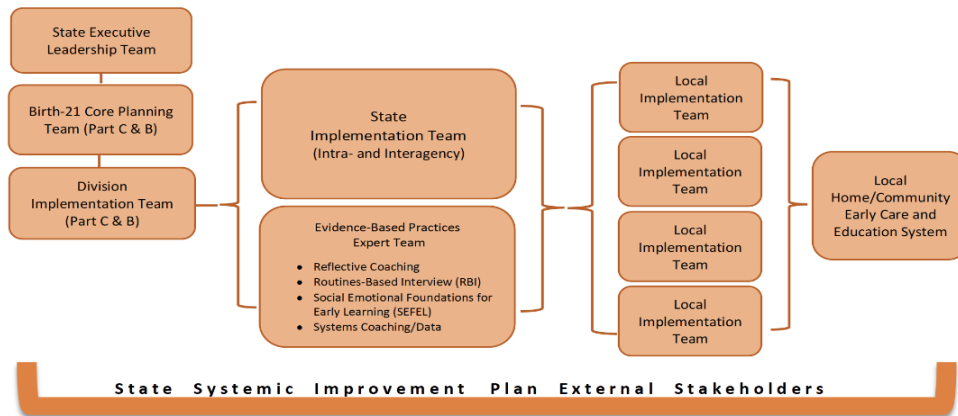 State Executive
Leadership Team
Birth-21 Core Planning
Team (Part C & B)
Division
Implementation Team
(Part C & B)
State
Implementation Team
(Intra- and Interagency)
Evidence-Based Practices
Expert Team
• Reflective Coaching
• Routines-Based Interview (RBI)
• Social Emotional Foundations for
Early Learning (SEFEL)
• Systems Coaching/Data
Local
Implementation
Team
Local
Implementation
Team
Local
Implementation
Team
Local
Implementation
Team
Local
Home/Community
Early Care and
Education System
State Systemic Improvement Plan External Stakeholders